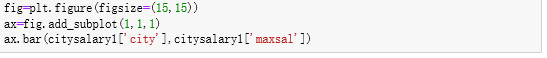 fig=plt.figure(figsize=(15,15))
ax=fig.add_subplot(1,1,1)
ax.bar(citysalary1['city'],citysalary1['maxsal'])